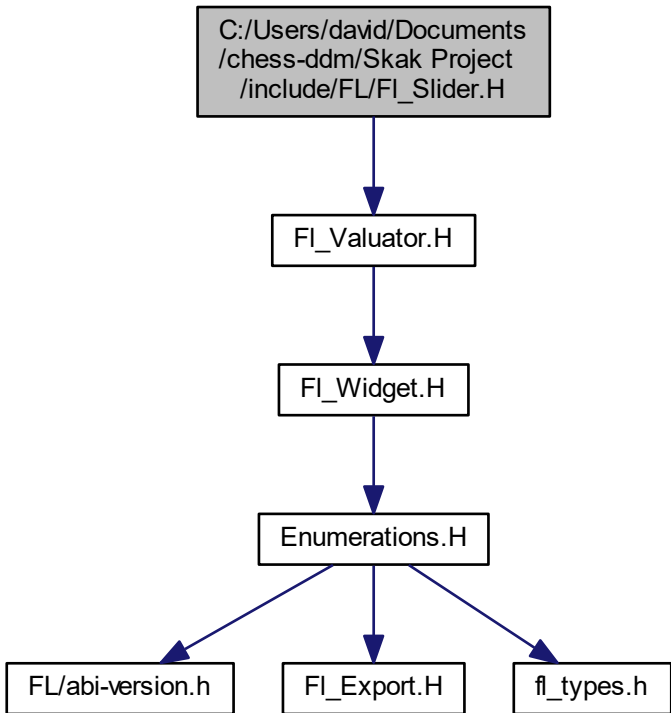 C:/Users/david/Documents
/chess-ddm/Skak Project
/include/FL/Fl_Slider.H
Fl_Valuator.H
Fl_Widget.H
Enumerations.H
FL/abi-version.h
Fl_Export.H
fl_types.h